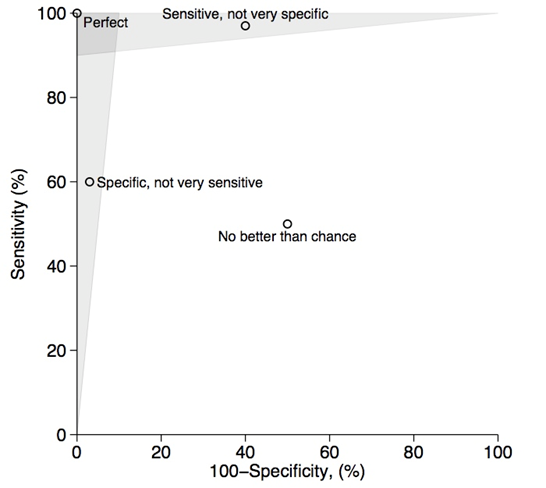 Sensitive, not very specific
100
Perfect
80
60
Specific, not very sensitive
No better than chance
40
20
0
Sensitivity (%)
0 20 40 60 80 100
100−Specificity, (%)